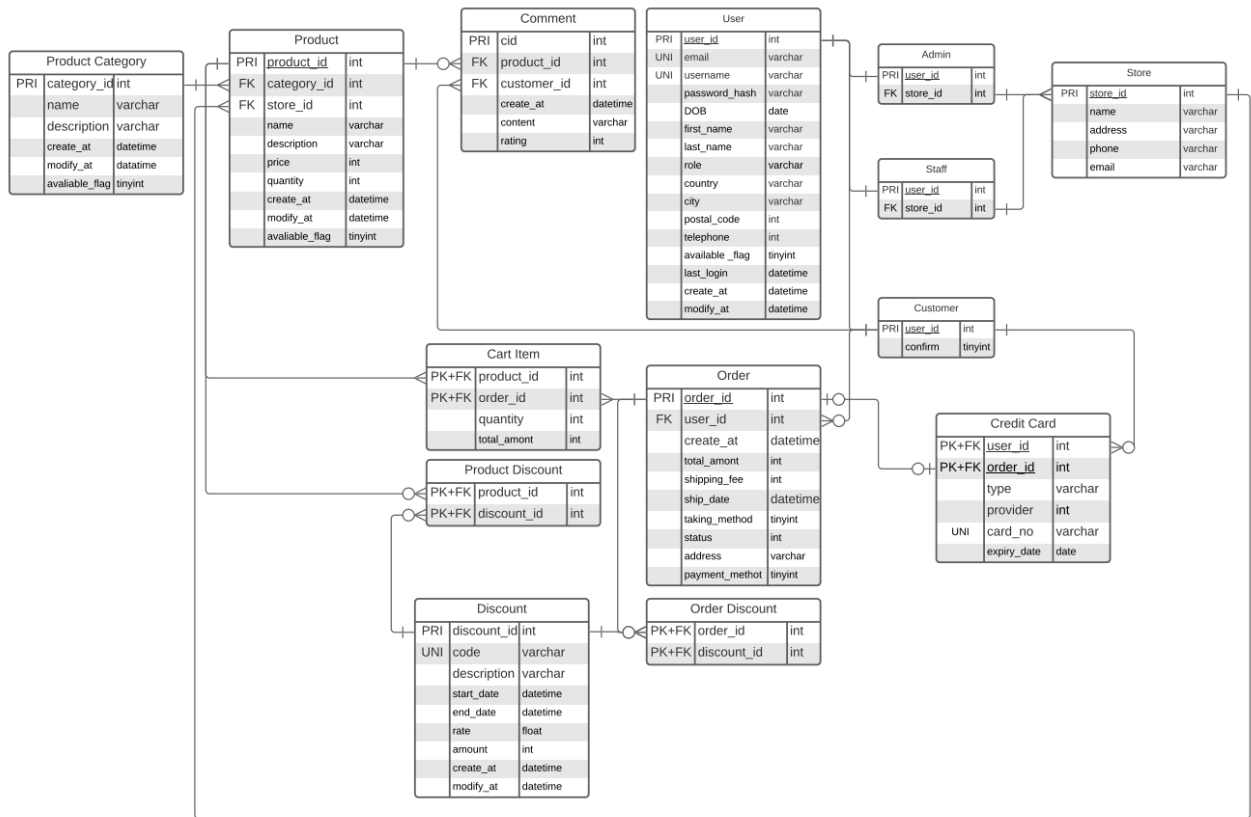 Product Category
PRI category_id int
name varchar
description varchar
create_at datetime
modify_at datatime
avaliable_flag tinyint
Product
PRI product_id int
FK category_id int
FK store_id int
name varchar
description varchar
price int
quantity int
create_at datetime
modify_at datetime
avaliable_flag tinyint
Comment
PRI cid int
FK product_id int
FK customer_id int
create_at datetime
content varchar
rating int
User
PRI user_id int
UNI email varchar
UNI username varchar
password_hash varchar
DOB date
first_name varchar
last_name varchar
role varchar
country varchar
city varchar
postal_code int
telephone int
available _flag tinyint
last_login datetime
create_at datetime
modify_at datetime
Admin
PRI user_id int
FK store_id int
Store
PRI store_id int
name varchar
address varchar
phone varchar
email varchar
Staff
PRI user_id int
FK store_id int
Customer
PRI user_id int
confirm tinyint
Cart Item
PK+FK product_id int
PK+FK order_id int
quantity int
total_amont int
Order
PRI order_id int
FK user_id int
create_at datetime
total_amont int
shipping_fee int
ship_date datetime
taking_method tinyint
status int
address varchar
payment_methot tinyint
Credit Card
PK+FK user_id int
PK+FK order_id int
type varchar
provider int
UNI card_no varchar
expiry_date date
Product Discount
PK+FK product_id int
PK+FK discount_id int
Discount
PRI discount_id int
UNI code varchar
description varchar
start_date datetime
end_date datetime
rate float
amount int
create_at datetime
modify_at datetime
Order Discount
PK+FK order_id int
PK+FK discount_id int